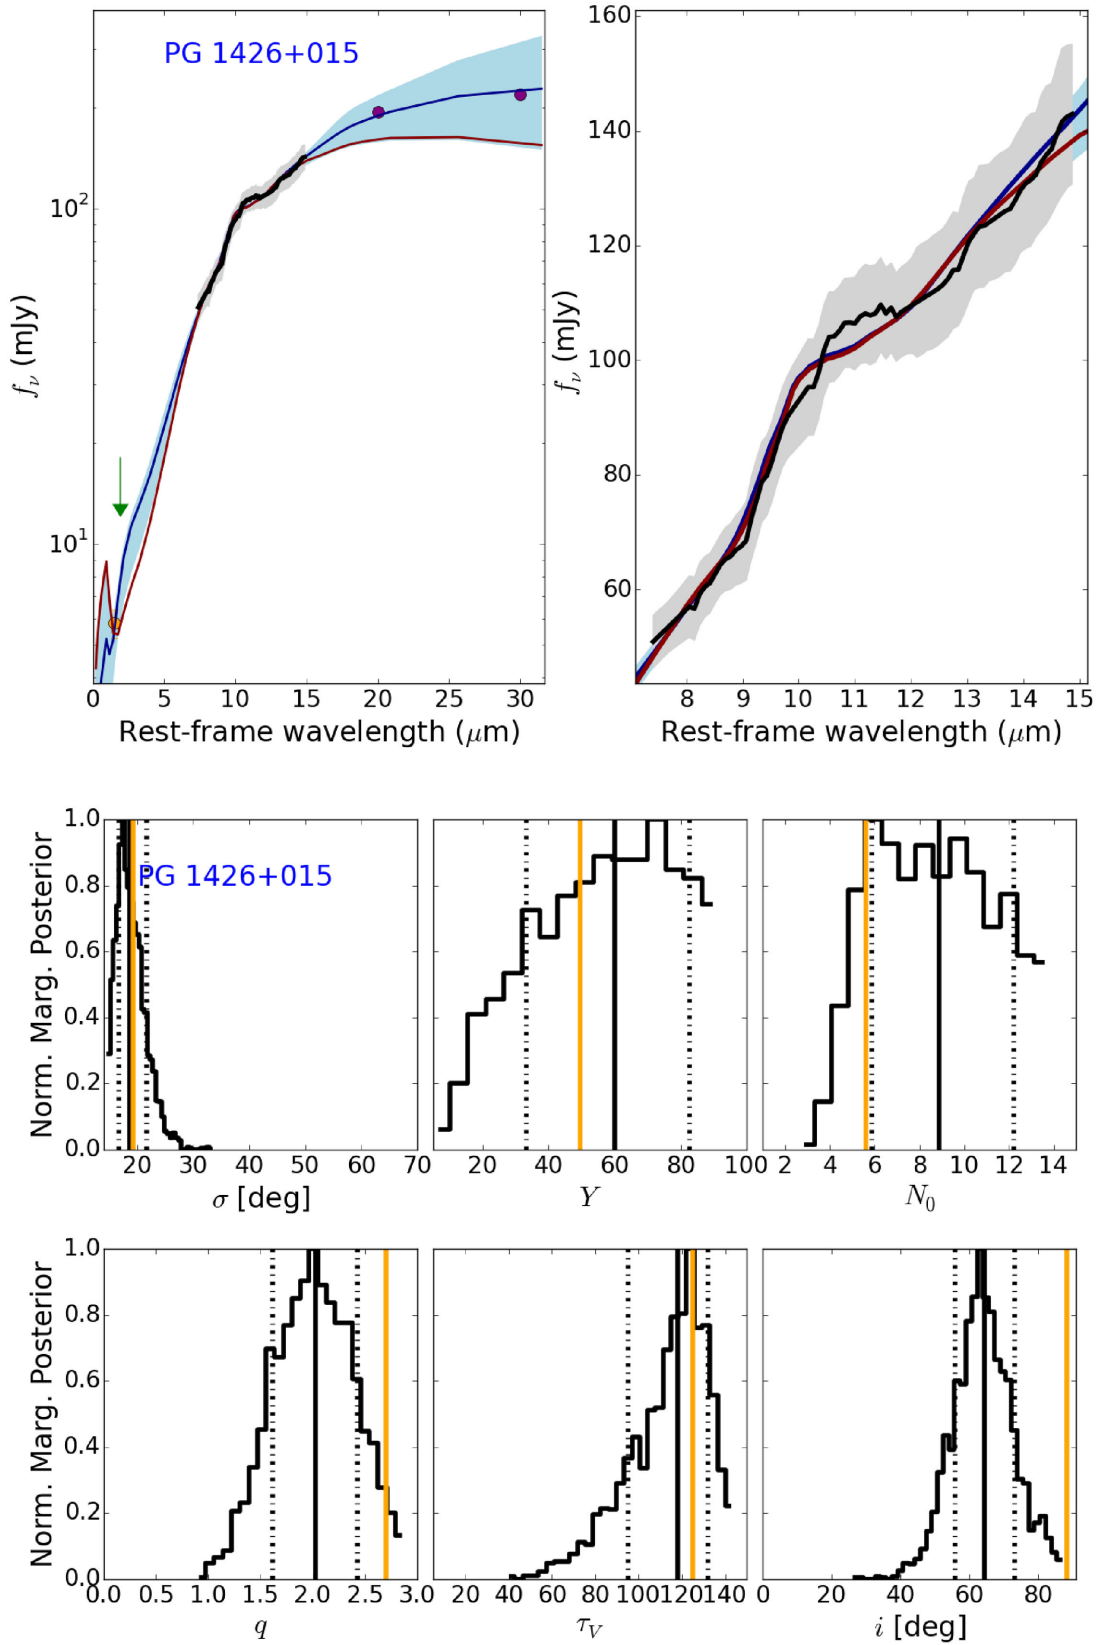 PG 1426+015
10²
10¹
f_ν (mJy)
0 5 10 15 20 25 30
Rest-frame wavelength (μm)
160
140
120
100
80
60
f_ν (mJy)
8 9 10 11 12 13 14 15
Rest-frame wavelength (μm)
1.0
0.8
0.6
0.4
0.2
0.0
Norm. Marg. Posterior
PG 1426+015
20 30 40 50 60 70
σ [deg]
0 20 40 60 80 100
Y
0 2 4 6 8 10 12 14
N₀
1.0
0.8
0.6
0.4
0.2
0.0
Norm. Marg. Posterior
0.0 0.5 1.0 1.5 2.0 2.5 3.0
q
20 40 60 80 100 120 140
τ_V
0 20 40 60 80
i [deg]